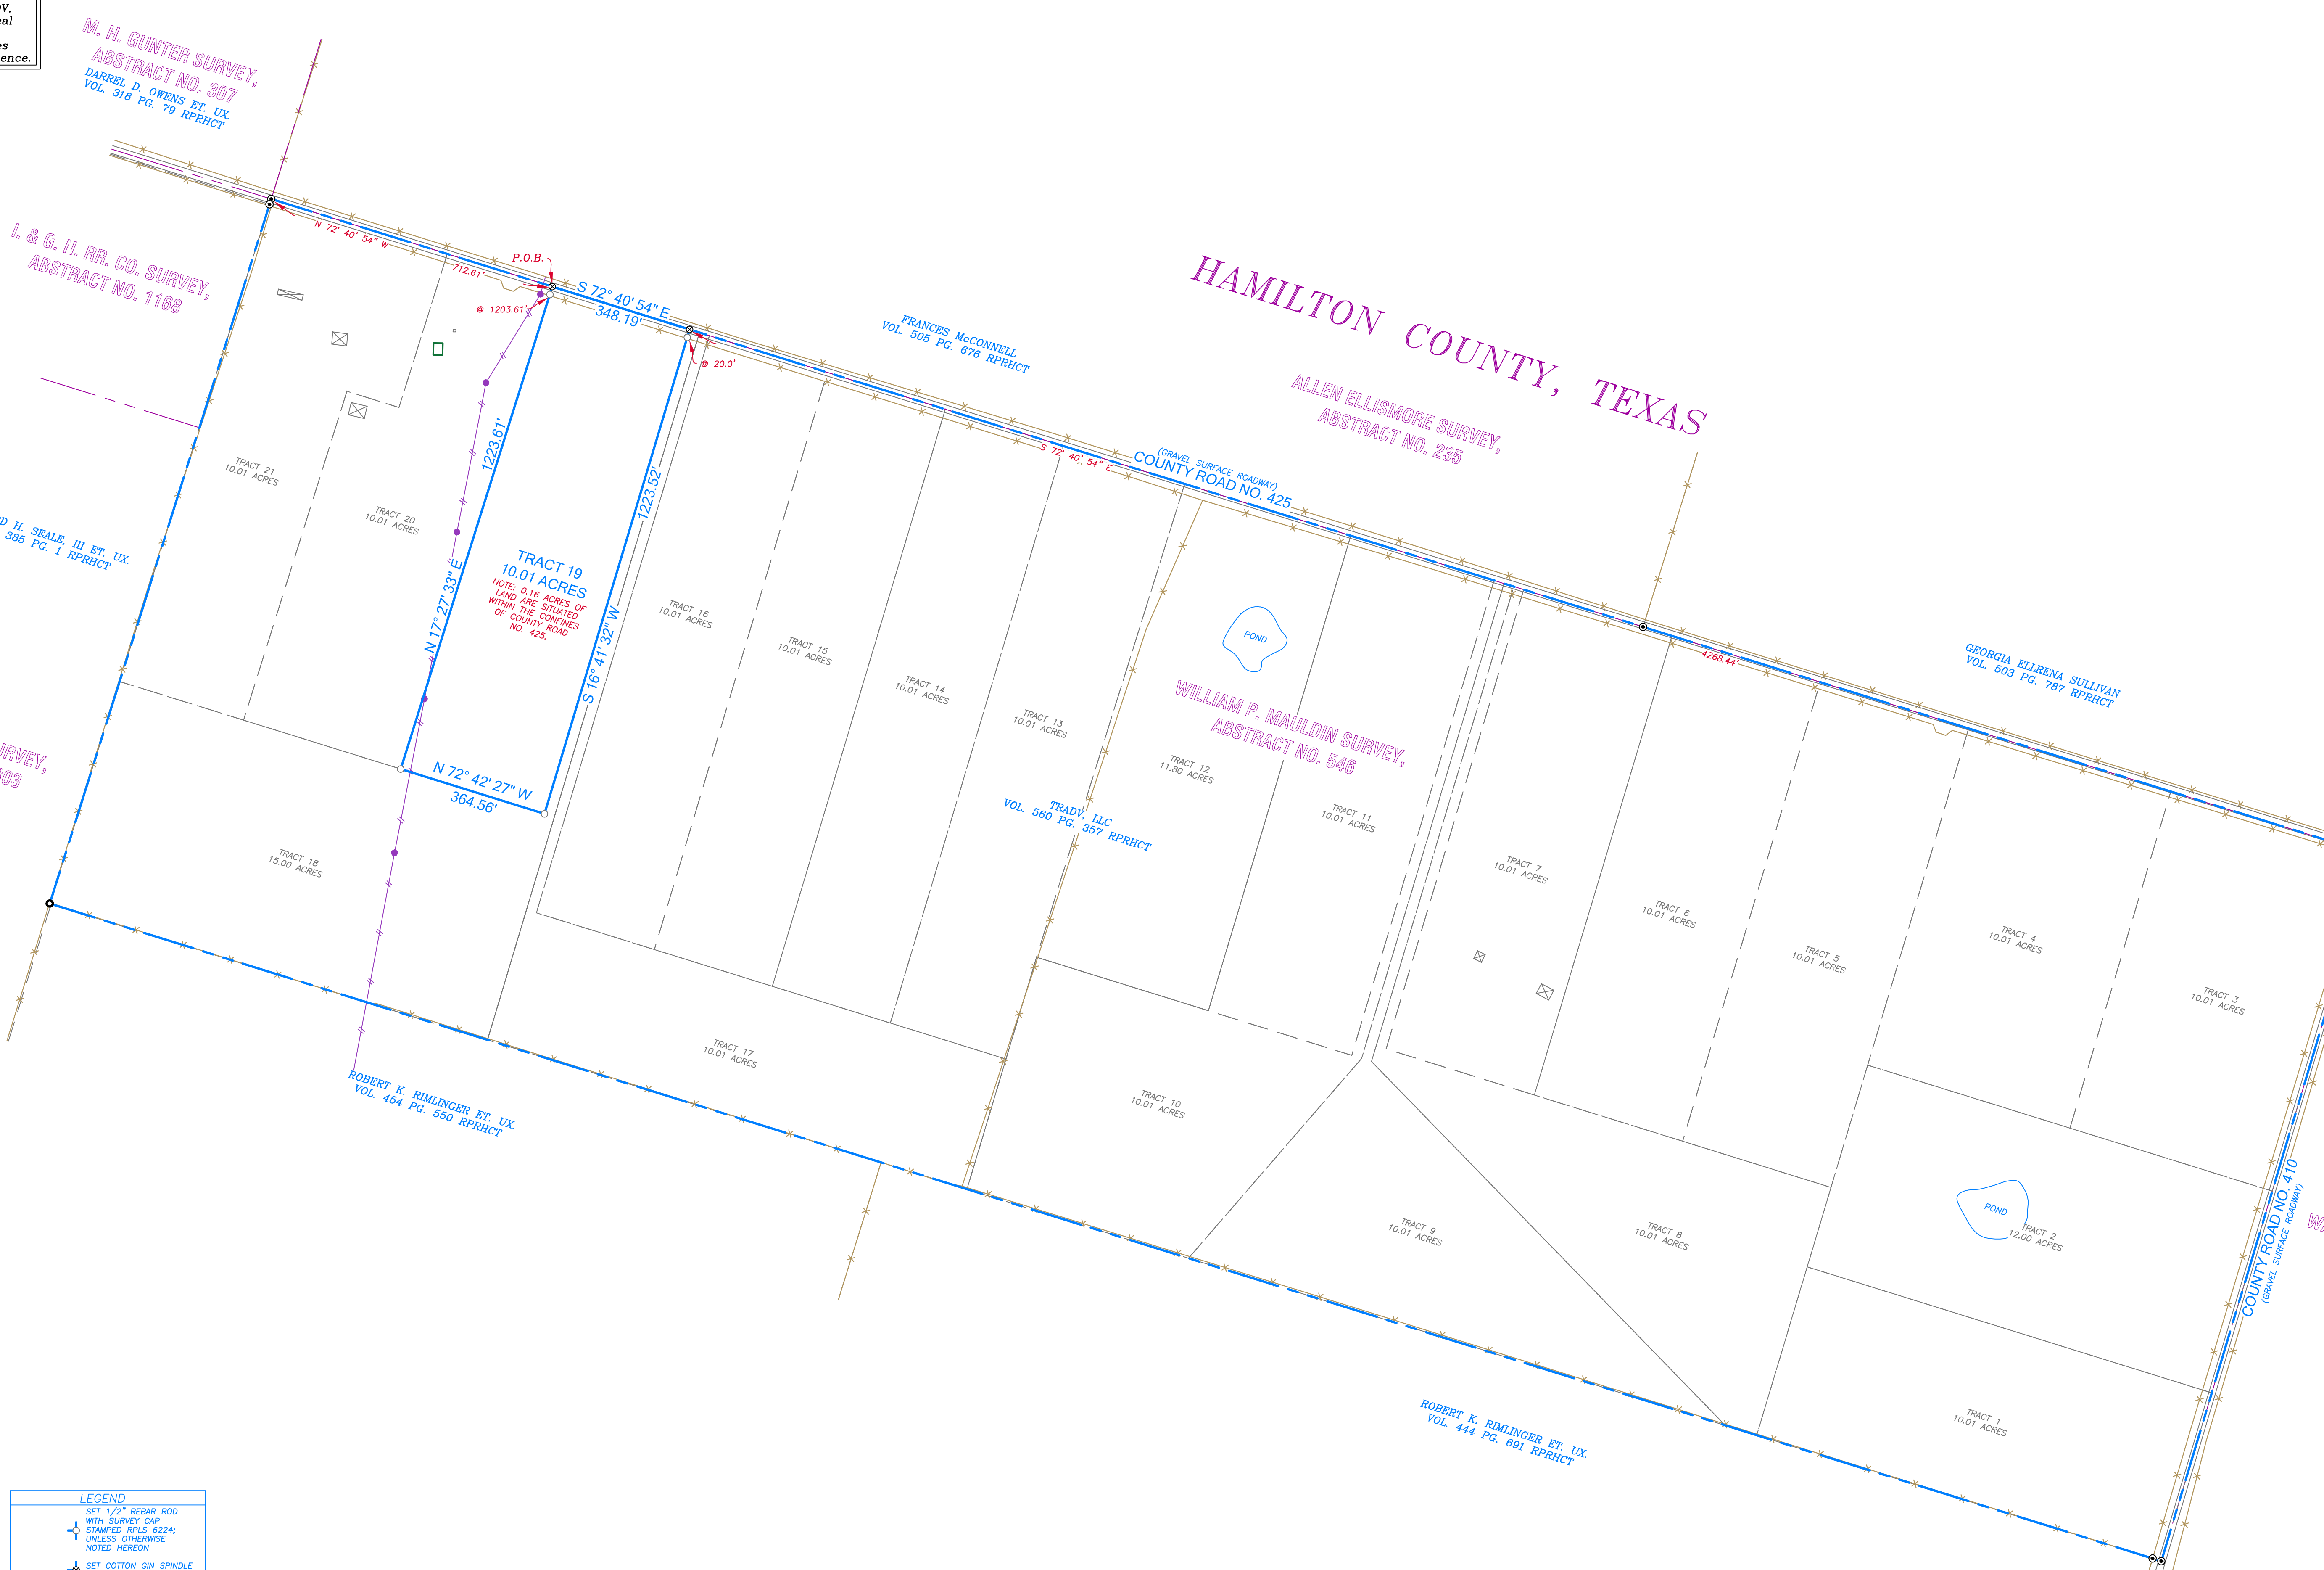 eal
es
ence.
M. H. GUNTER SURVEY,
ABSTRACT NO. 307
DARREL D. OWENS ET. UX.
VOL. 318 PG. 79 RPRHCT
I. & G. N. RR. CO. SURVEY,
ABSTRACT NO. 1168
N 72° 40' 54" W
712.61'
P.O.B.
@ 1203.61'
S 72° 40' 54" E
348.19'
@ 20.0'
FRANCES McCONNELL
VOL. 505 PG. 676 RPRHCT
HAMILTON COUNTY, TEXAS
ALLEN ELLISMORE SURVEY,
ABSTRACT NO. 235
(GRAVEL SURFACE ROADWAY)
COUNTY ROAD NO. 425
S 72° 40' 54" E
4268.44'
GEORGIA ELLRENA SULLIVAN
VOL. 503 PG. 787 RPRHCT
TRACT 21
10.01 ACRES
TRACT 20
10.01 ACRES
1223.61'
N 17° 27' 33" E
TRACT 19
10.01 ACRES
NOTE: 0.16 ACRES OF
LAND ARE SITUATED
WITHIN THE CONFINES
OF COUNTY ROAD
NO. 425.
1223.52'
S 16° 41' 32" W
N 72° 42' 27" W
364.56'
D H. SEALE, III ET. UX.
385 PG. 1 RPRHCT
URVEY,
803
TRACT 18
15.00 ACRES
TRACT 16
10.01 ACRES
TRACT 15
10.01 ACRES
TRACT 14
10.01 ACRES
TRACT 13
10.01 ACRES
POND
WILLIAM P. MAULDIN SURVEY,
ABSTRACT NO. 546
TRACT 12
11.80 ACRES
TRACT 11
10.01 ACRES
TRADV, LLC
VOL. 560 PG. 357 RPRHCT
TRACT 7
10.01 ACRES
TRACT 6
10.01 ACRES
TRACT 5
10.01 ACRES
TRACT 4
10.01 ACRES
TRACT 3
10.01 ACRES
TRACT 17
10.01 ACRES
TRACT 10
10.01 ACRES
TRACT 9
10.01 ACRES
TRACT 8
10.01 ACRES
POND
TRACT 2
12.00 ACRES
TRACT 1
10.01 ACRES
COUNTY ROAD NO. 410
(GRAVEL SURFACE ROADWAY)
ROBERT K. RIMLINGER ET. UX.
VOL. 454 PG. 550 RPRHCT
ROBERT K. RIMLINGER ET. UX.
VOL. 444 PG. 691 RPRHCT
LEGEND
SET 1/2" REBAR ROD
WITH SURVEY CAP
STAMPED RPLS 6224;
UNLESS OTHERWISE
NOTED HEREON
SET COTTON GIN SPINDLE